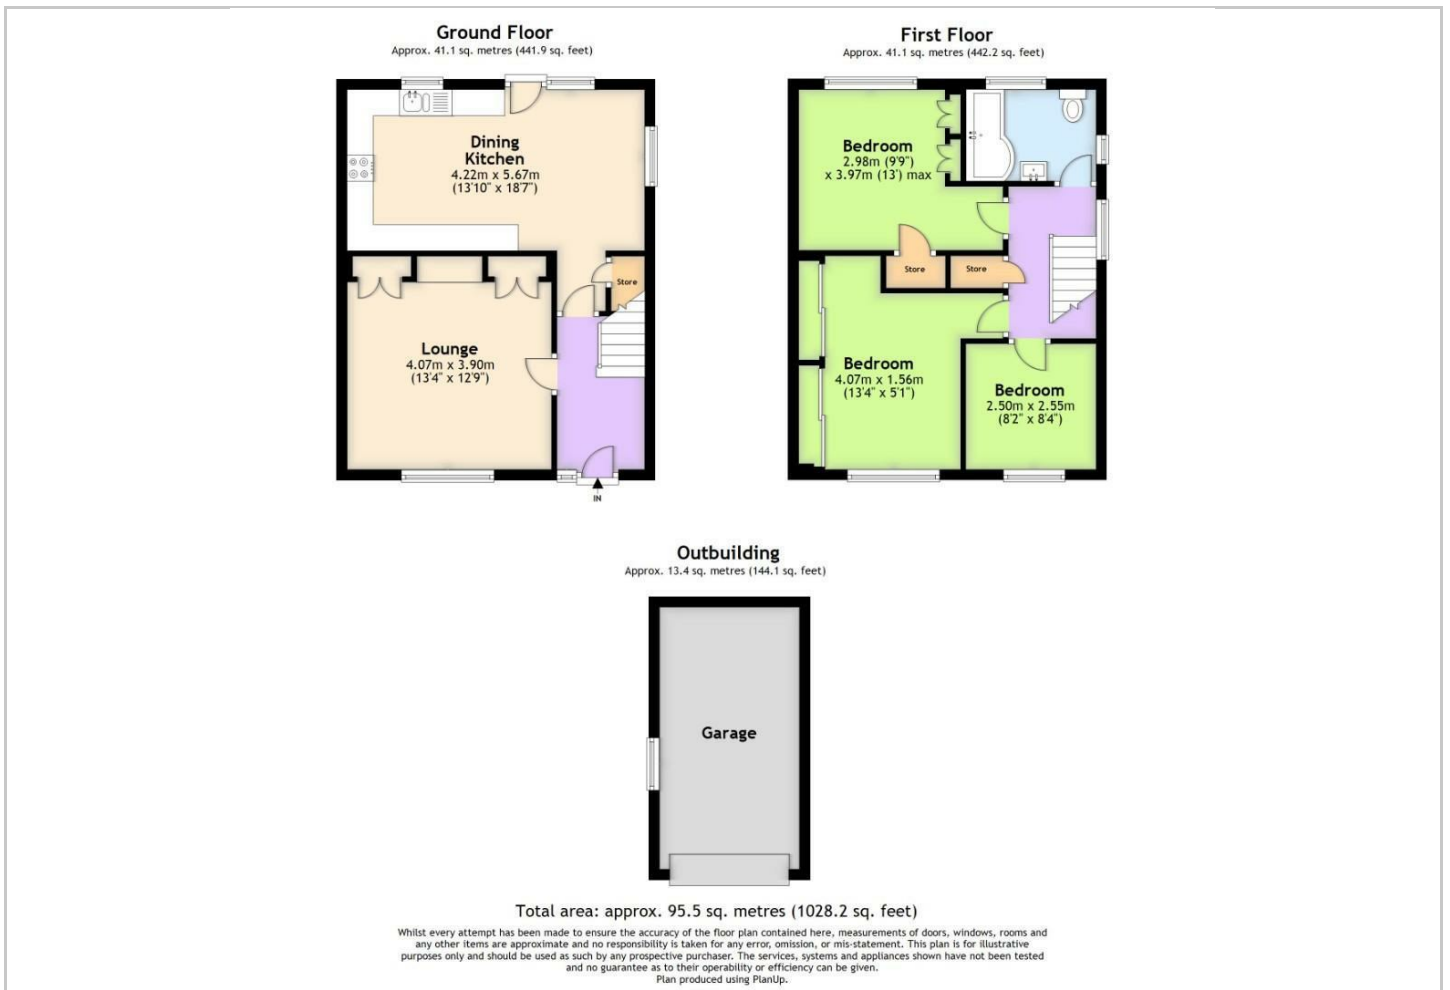 Ground Floor
Approx. 41.1 sq. metres (441.9 sq. feet)
Dining
Kitchen
4.22m x 5.67m
(13'10" x 18'7")
Store
Lounge
4.07m x 3.90m
(13'4" x 12'9")
IN
First Floor
Approx. 41.1 sq. metres (442.2 sq. feet)
Bedroom
2.98m (9'9")
x 3.97m (13') max
Store
Store
Bedroom
4.07m x 1.56m
(13'4" x 5'1")
Bedroom
2.50m x 2.55m
(8'2" x 8'4")
Outbuilding
Approx. 13.4 sq. metres (144.1 sq. feet)
Garage
Total area: approx. 95.5 sq. metres (1028.2 sq. feet)
Whilst every attempt has been made to ensure the accuracy of the floor plan contained here, measurements of doors, windows, rooms and
any other items are approximate and no responsibility is taken for any error, omission, or mis-statement. This plan is for illustrative
purposes only and should be used as such by any prospective purchaser. The services, systems and appliances shown have not been tested
and no guarantee as to their operability or efficiency can be given.
Plan produced using PlanUp.